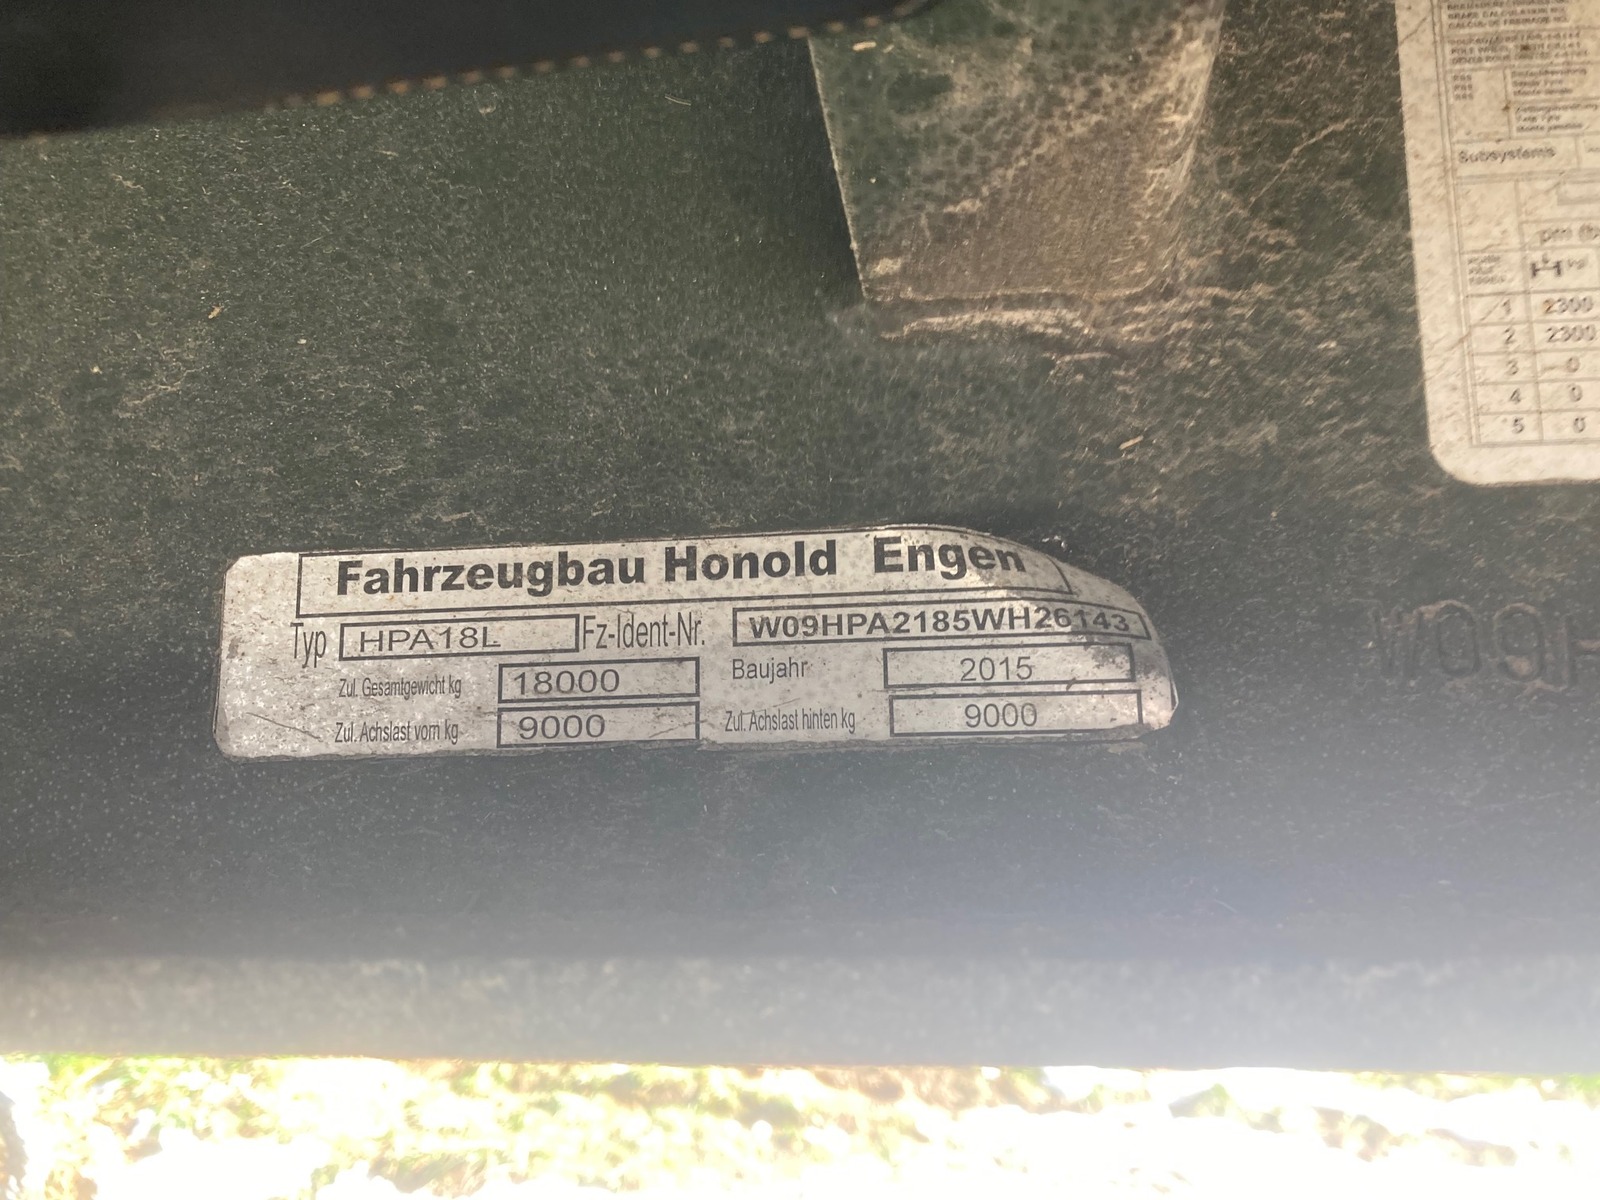 Fahrzeugbau Honold Engen
Typ HPA18L Fz-Ident-Nr. W09HPA2185WH26143
Zul. Gesamtgewicht kg 18000 Baujahr 2015
Zul. Achslast vorn kg 9000 Zul. Achslast hinten kg 9000
Subsystems
1 2300
2 2300
3 0
4 0
5 0
W09